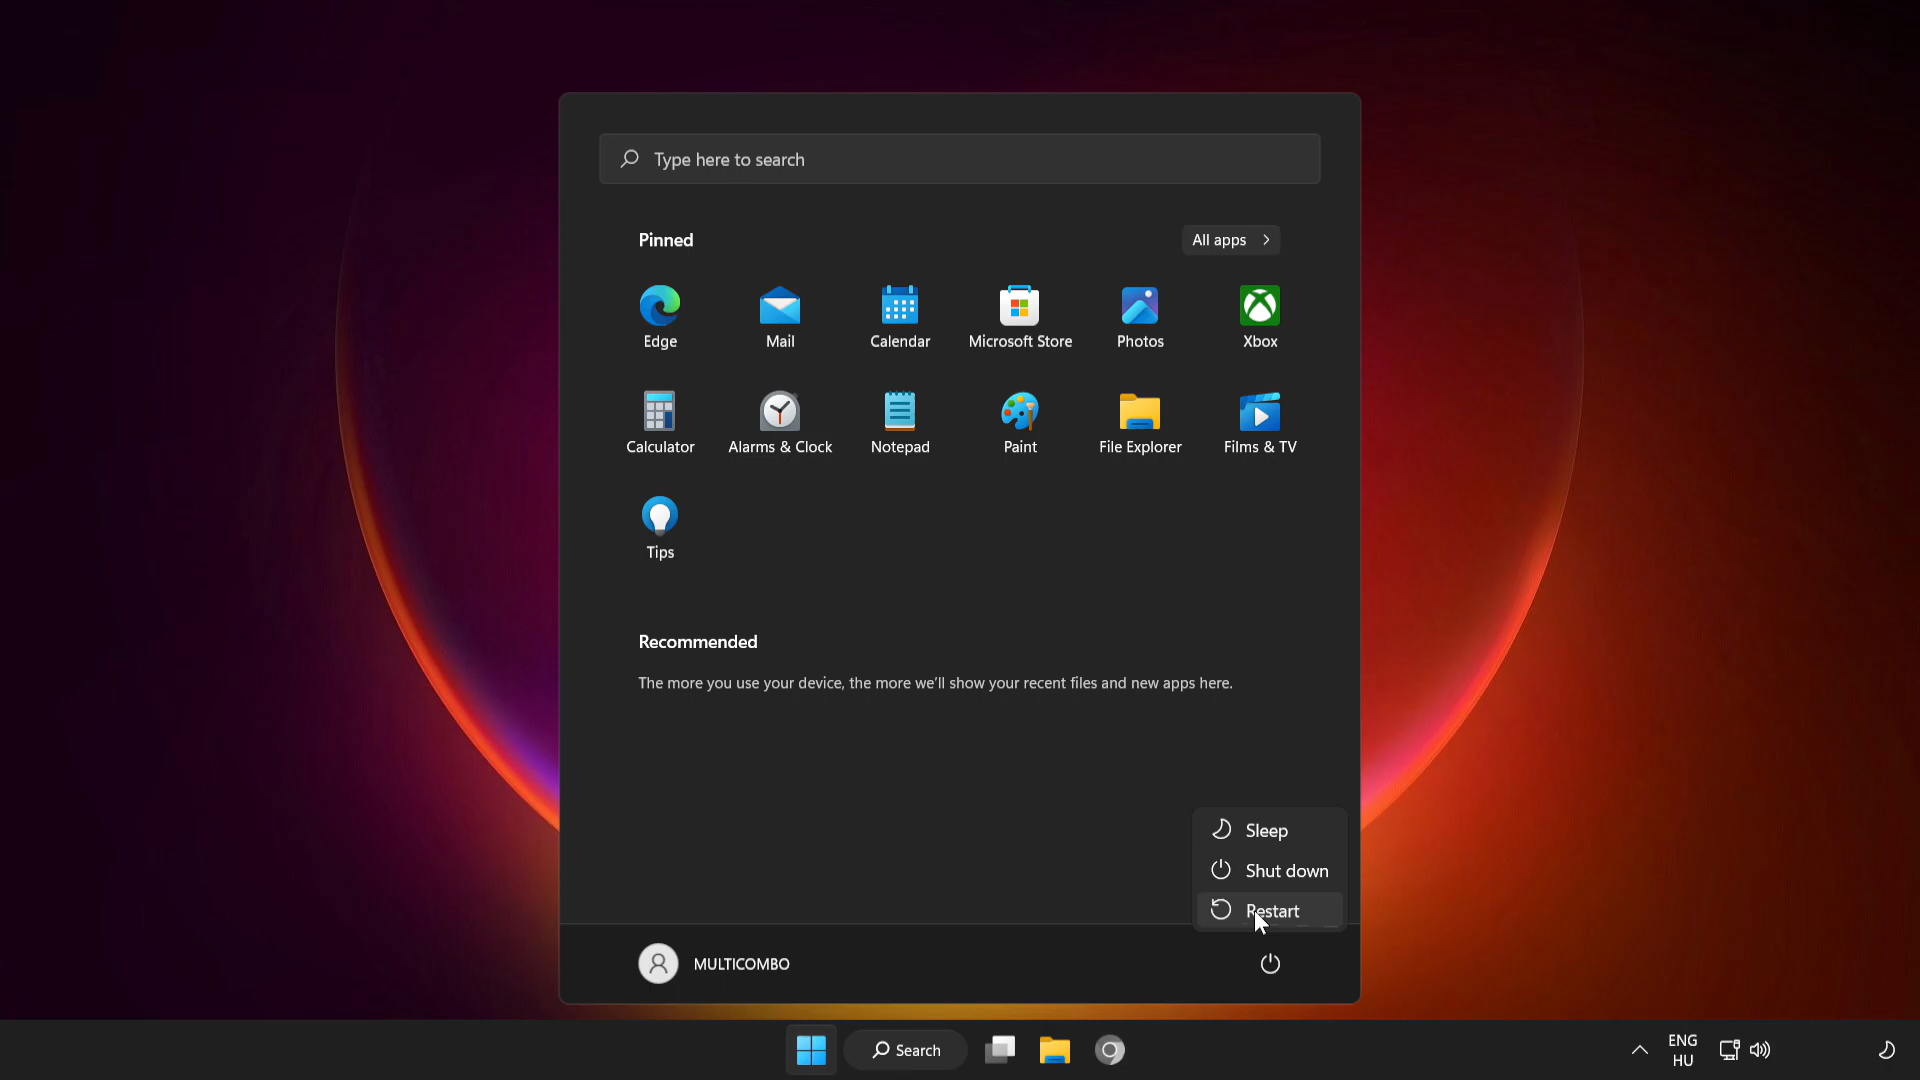 Type here to search
Pinned
All apps
Edge
Mail
Calendar
Microsoft Store
Photos
Xbox
Calculator
Alarms & Clock
Notepad
Paint
File Explorer
Films & TV
Tips
Recommended
The more you use your device, the more we'll show your recent files and new apps here.
Sleep
Shut down
Restart
MULTICOMBO
Search
ENG
HU